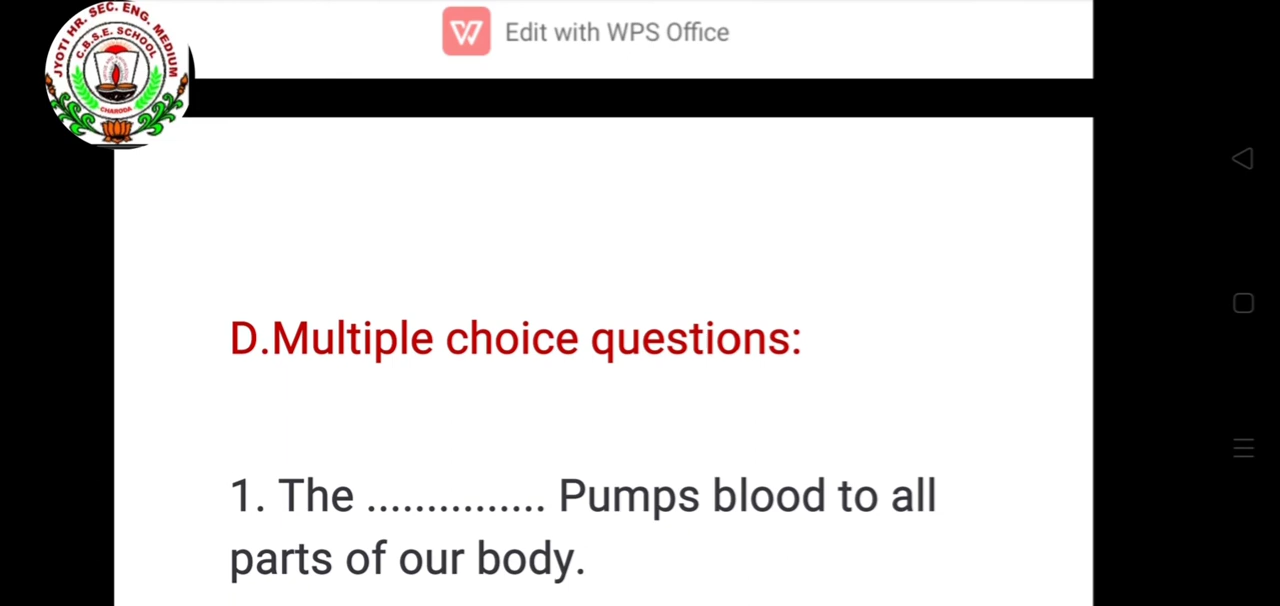 JYOTI HR. SEC. ENG. MEDIUM
C.B.S.E. SCHOOL
CHARODA
Edit with WPS Office
D.Multiple choice questions:
1. The ............... Pumps blood to all
parts of our body.